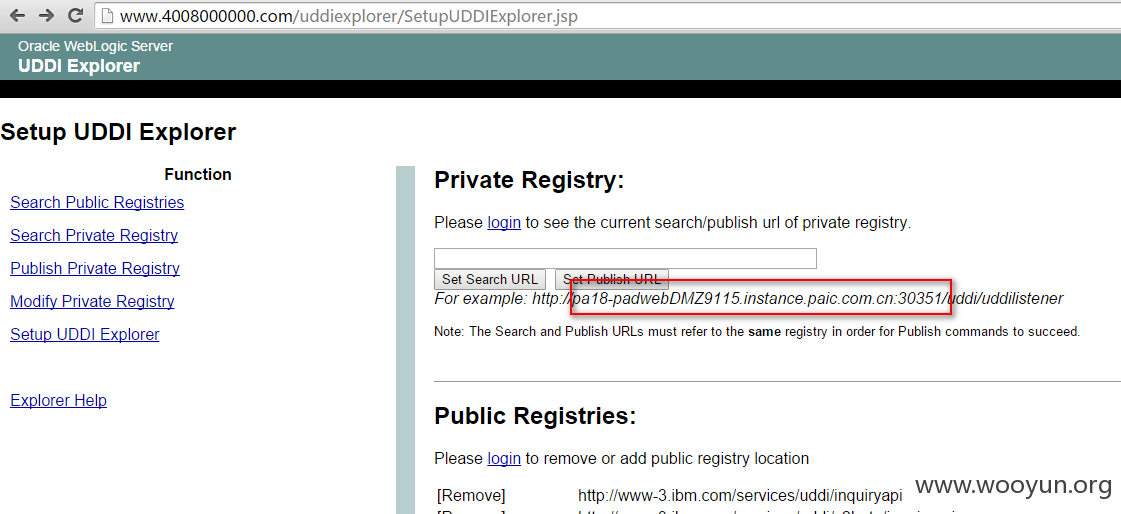 www.4008000000.com/uddiexplorer/SetupUDDIExplorer.jsp
Oracle WebLogic Server
UDDI Explorer
Setup UDDI Explorer
Function
Search Public Registries
Search Private Registry
Publish Private Registry
Modify Private Registry
Setup UDDI Explorer
Explorer Help
Private Registry:
Please login to see the current search/publish url of private registry.
Set Search URL Set Publish URL
For example: http://pa18-padwebDMZ9115.instance.paic.com.cn:30351/uddi/uddilistener
Note: The Search and Publish URLs must refer to the same registry in order for Publish commands to succeed.
Public Registries:
Please login to remove or add public registry location
[Remove] http://www-3.ibm.com/services/uddi/inquiryapi
www.wooyun.org